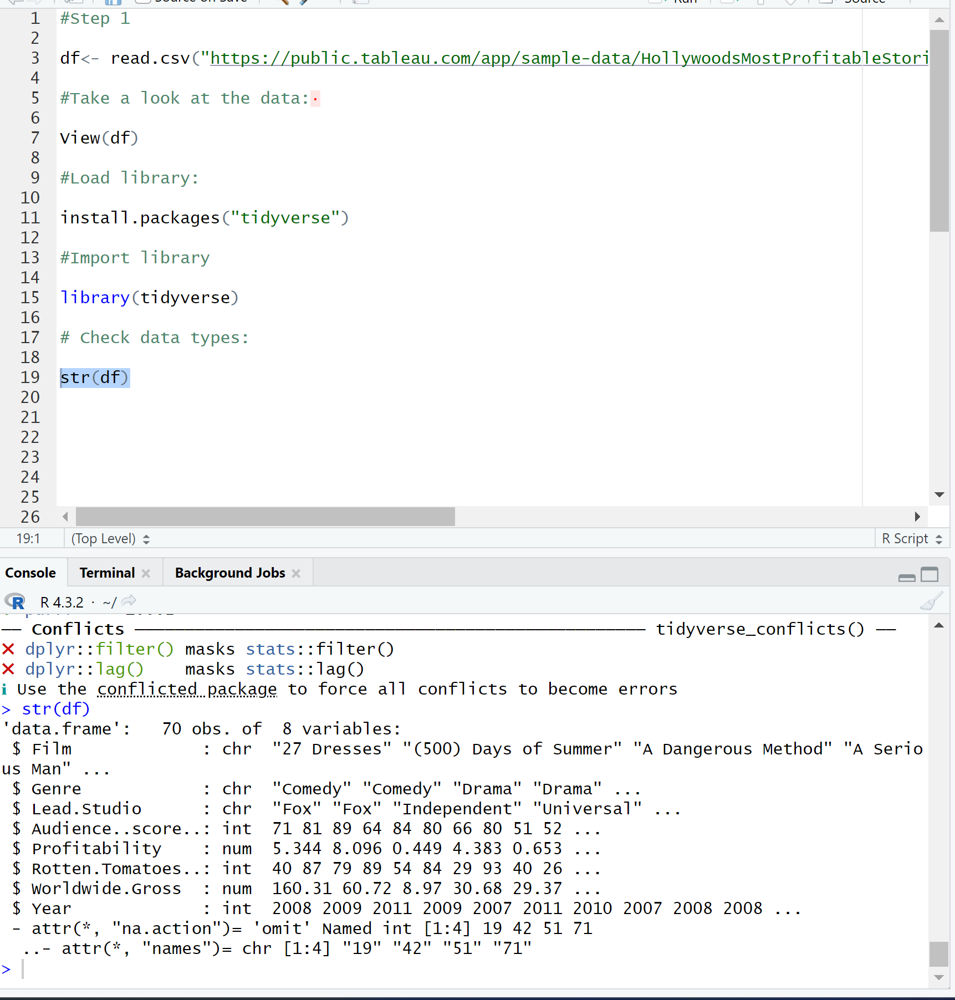 Source on Save
Run
Source
1 #Step 1
2
3 df<- read.csv("https://public.tableau.com/app/sample-data/HollywoodsMostProfitableStori
4
5 #Take a look at the data:
6
7 View(df)
8
9 #Load library:
10
11 install.packages("tidyverse")
12
13 #Import library
14
15 library(tidyverse)
16
17 # Check data types:
18
19 str(df)
20
21
22
23
24
25
26
19:1 (Top Level) R Script
Console Terminal Background Jobs
R 4.3.2 · ~/
── Conflicts ─────────────────────────────────────────────────── tidyverse_conflicts() ──
✖ dplyr::filter() masks stats::filter()
✖ dplyr::lag()    masks stats::lag()
ℹ Use the conflicted package to force all conflicts to become errors
> str(df)
'data.frame':   70 obs. of  8 variables:
 $ Film             : chr  "27 Dresses" "(500) Days of Summer" "A Dangerous Method" "A Serio
us Man" ...
 $ Genre            : chr  "Comedy" "Comedy" "Drama" "Drama" ...
 $ Lead.Studio      : chr  "Fox" "Fox" "Independent" "Universal" ...
 $ Audience..score..: int  71 81 89 64 84 80 66 80 51 52 ...
 $ Profitability    : num  5.344 8.096 0.449 4.383 0.653 ...
 $ Rotten.Tomatoes..: int  40 87 79 89 54 84 29 93 40 26 ...
 $ Worldwide.Gross  : num  160.31 60.72 8.97 30.68 29.37 ...
 $ Year             : int  2008 2009 2011 2009 2007 2011 2010 2007 2008 2008 ...
 - attr(*, "na.action")= 'omit' Named int [1:4] 19 42 51 71
  ..- attr(*, "names")= chr [1:4] "19" "42" "51" "71"
>